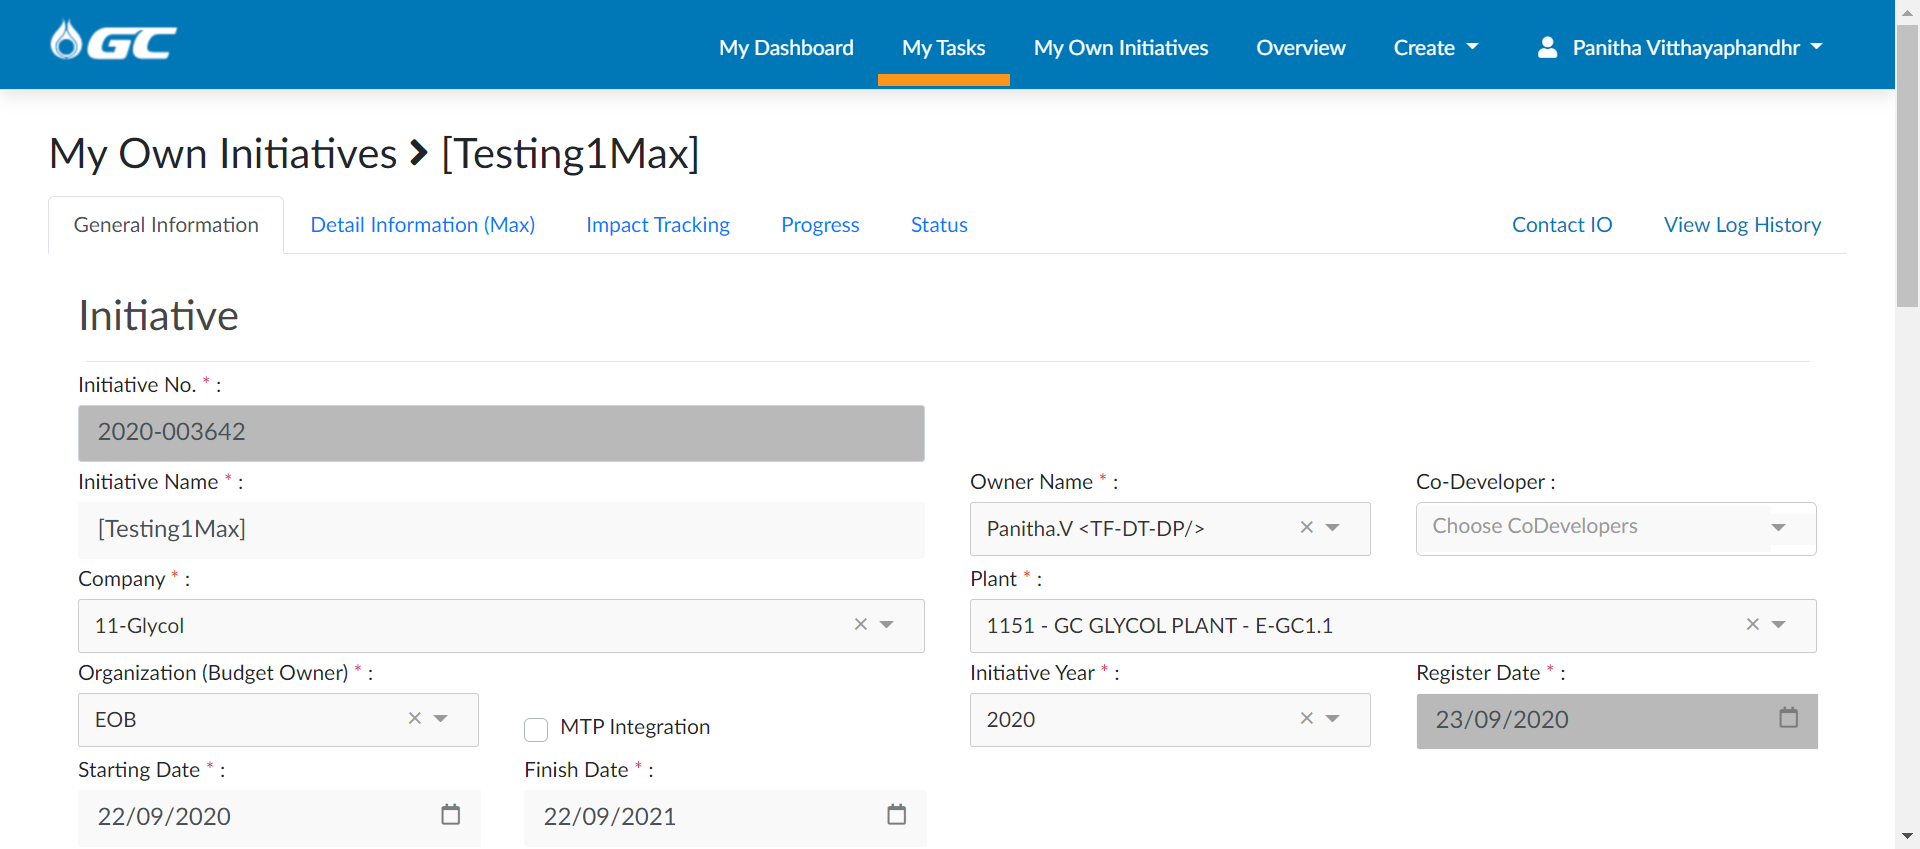 GC
My Dashboard My Tasks My Own Initiatives Overview Create Panitha Vitthayaphandhr
My Own Initiatives > [Testing1Max]
General Information Detail Information (Max) Impact Tracking Progress Status Contact IO View Log History
Initiative
Initiative No. * :
2020-003642
Initiative Name * : Owner Name * : Co-Developer :
[Testing1Max] Panitha.V <TF-DT-DP/> × Choose CoDevelopers
Company * : Plant * :
11-Glycol × 1151 - GC GLYCOL PLANT - E-GC1.1 ×
Organization (Budget Owner) * : Initiative Year * : Register Date * :
EOB × MTP Integration 2020 × 23/09/2020
Starting Date * : Finish Date * :
22/09/2020 22/09/2021